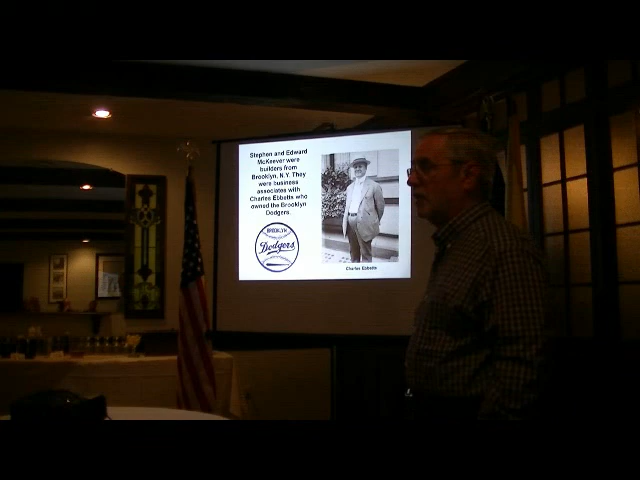 Stephen and Edward
McKeever were
builders from
Brooklyn, N.Y. They
were business
associates with
Charles Ebbetts who
owned the Brooklyn
Dodgers.
BROOKLYN
Dodgers
Charles Ebbetts